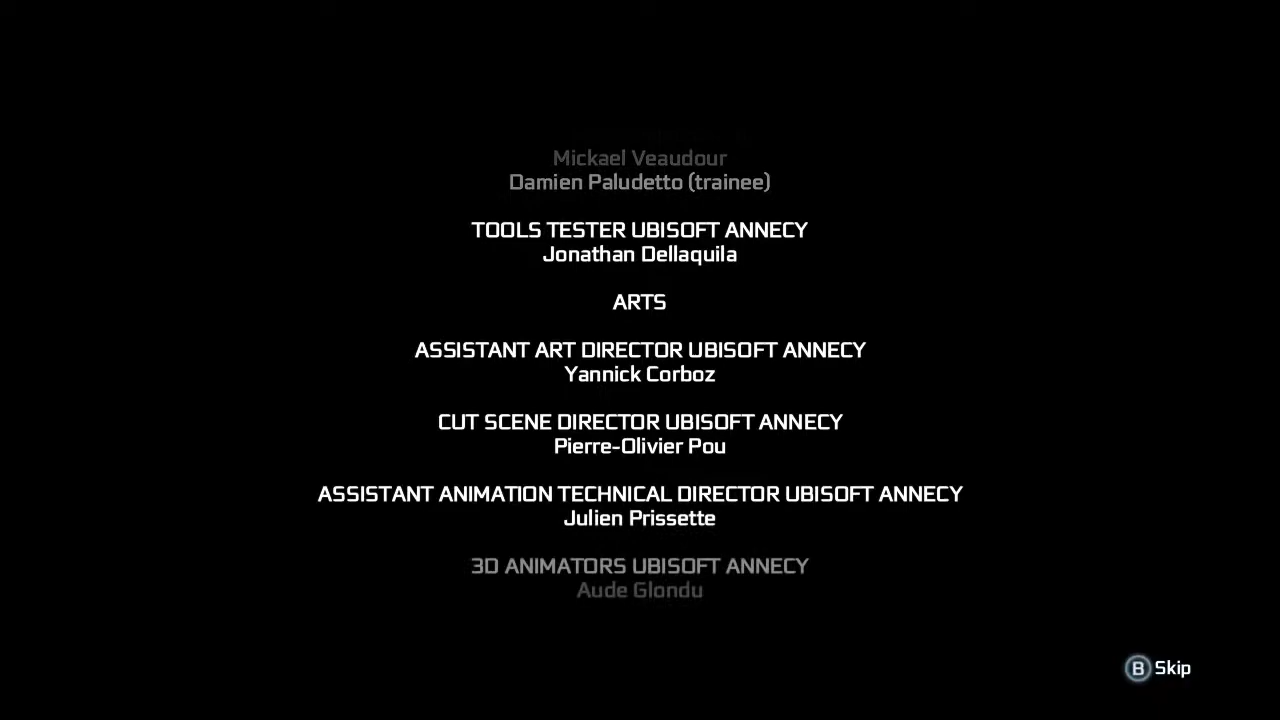 Mickael Veaudour
Damien Paludetto (trainee)
TOOLS TESTER UBISOFT ANNECY
Jonathan Dellaquila
ARTS
ASSISTANT ART DIRECTOR UBISOFT ANNECY
Yannick Corboz
CUT SCENE DIRECTOR UBISOFT ANNECY
Pierre-Olivier Pou
ASSISTANT ANIMATION TECHNICAL DIRECTOR UBISOFT ANNECY
Julien Prissette
3D ANIMATORS UBISOFT ANNECY
Aude Glondu
B Skip